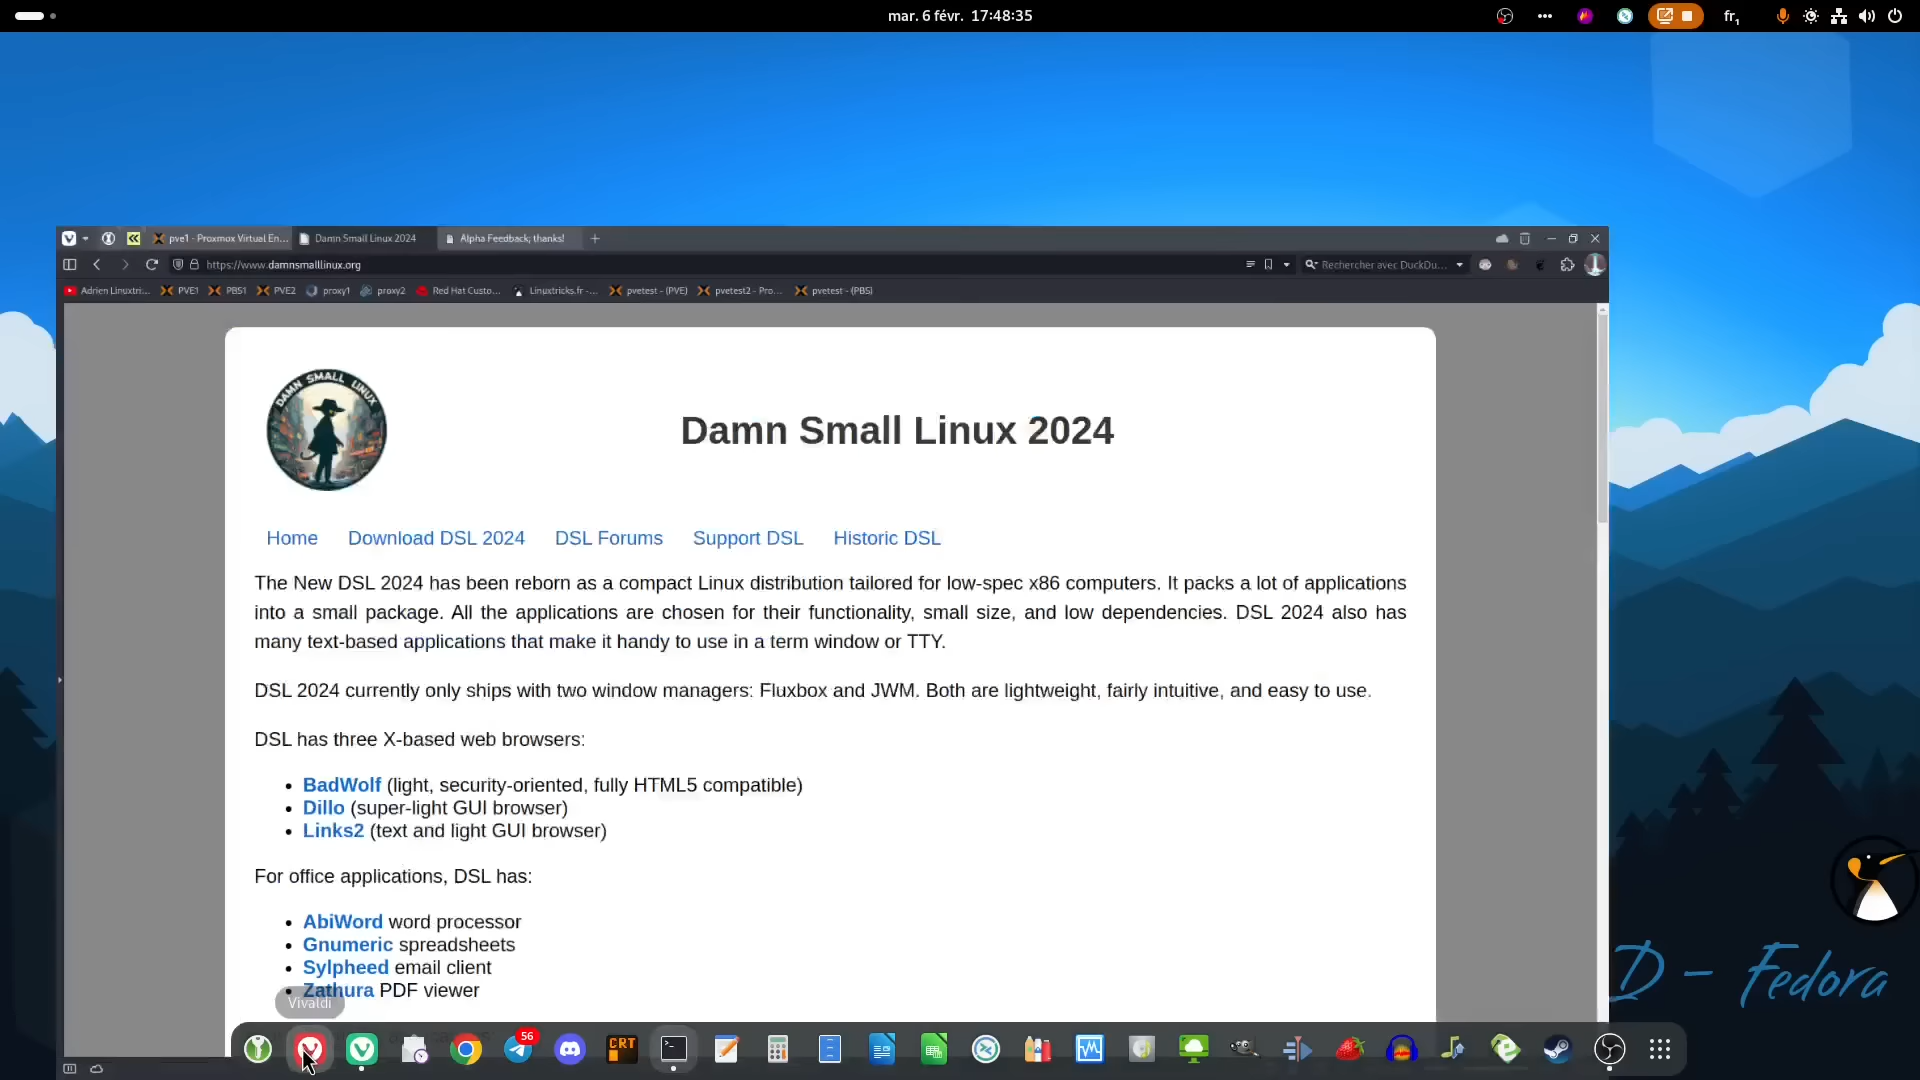 mar. 6 févr. 17:48:35
fr₁
pve1 - Proxmox Virtual En...
Damn Small Linux 2024
Alpha Feedback; thanks!
https://www.damnsmalllinux.org
Rechercher avec DuckDu...
Adrien Linuxtri...
PVE1
PBS1
PVE2
proxy1
proxy2
Red Hat Custo...
Linuxtricks.fr -...
pvetest - (PVE)
pvetest2 - Pro...
pvetest - (PBS)
DAMN SMALL LINUX
Damn Small Linux 2024
Home
Download DSL 2024
DSL Forums
Support DSL
Historic DSL
The New DSL 2024 has been reborn as a compact Linux distribution tailored for low-spec x86 computers. It packs a lot of applications
into a small package. All the applications are chosen for their functionality, small size, and low dependencies. DSL 2024 also has
many text-based applications that make it handy to use in a term window or TTY.
DSL 2024 currently only ships with two window managers: Fluxbox and JWM. Both are lightweight, fairly intuitive, and easy to use.
DSL has three X-based web browsers:
• BadWolf (light, security-oriented, fully HTML5 compatible)
• Dillo (super-light GUI browser)
• Links2 (text and light GUI browser)
For office applications, DSL has:
• AbiWord word processor
• Gnumeric spreadsheets
• Sylpheed email client
• Zathura PDF viewer
Vivaldi
56
CRT
D - Fedora